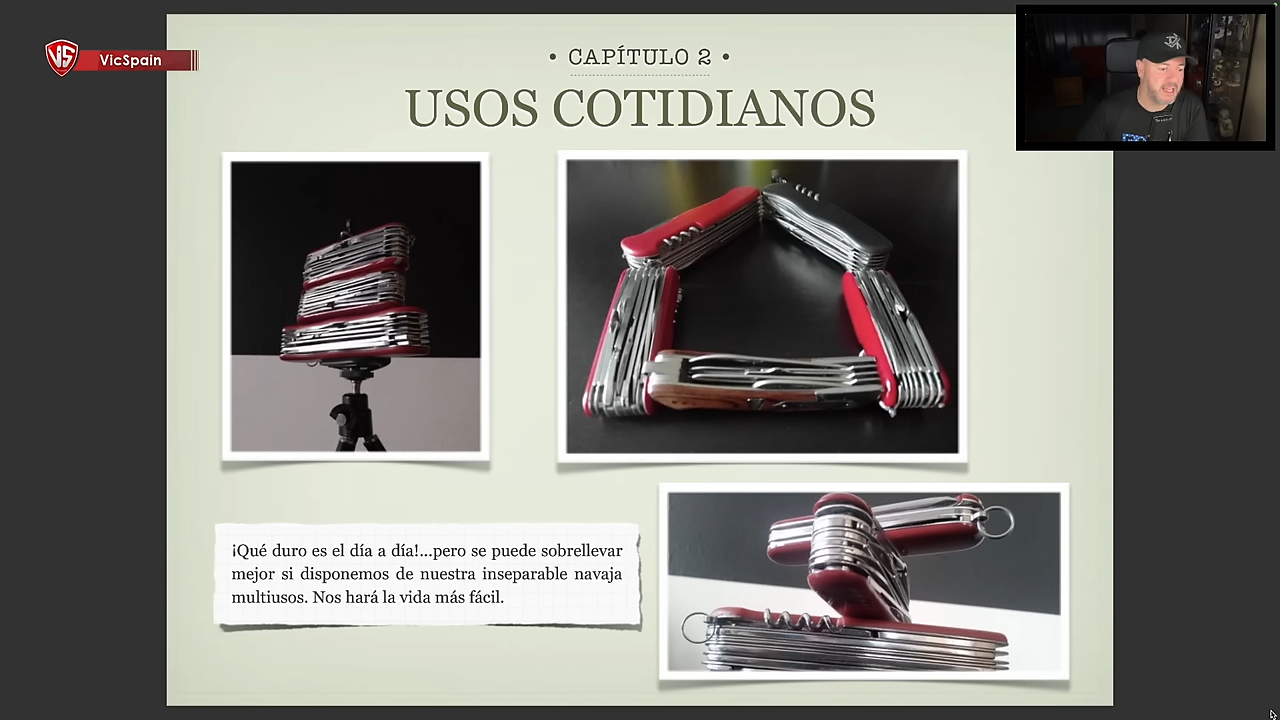 VS
VicSpain
• CAPÍTULO 2 •
USOS COTIDIANOS
¡Qué duro es el día a día!...pero se puede sobrellevar
mejor si disponemos de nuestra inseparable navaja
multiusos. Nos hará la vida más fácil.